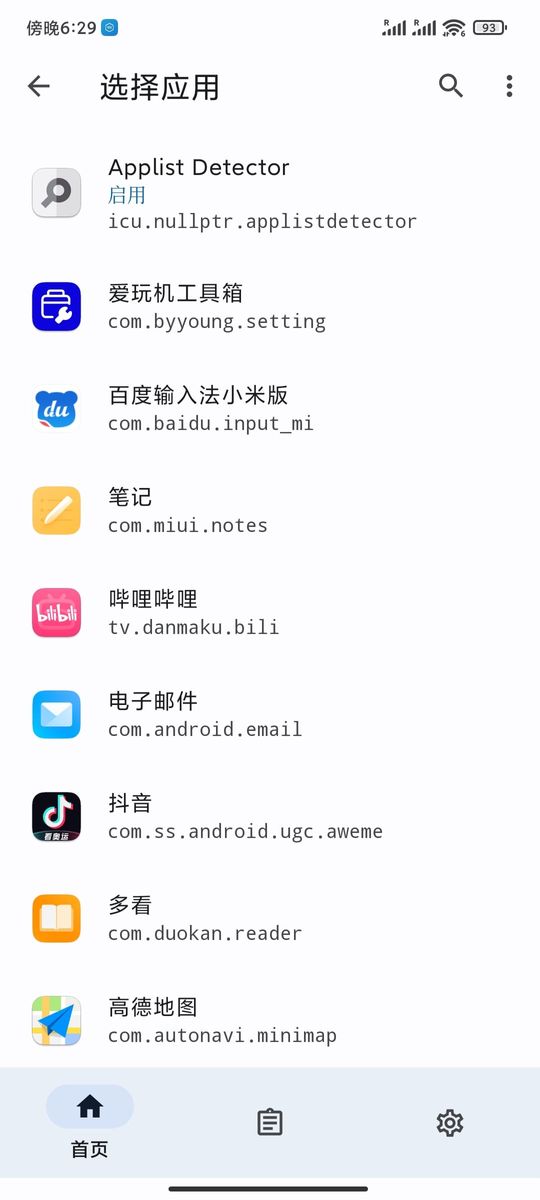 傍晚6:29
R R 6 93
选择应用
Applist Detector
启用
icu.nullptr.applistdetector
爱玩机工具箱
com.byyoung.setting
du
百度输入法小米版
com.baidu.input_mi
笔记
com.miui.notes
bilibili
哔哩哔哩
tv.danmaku.bili
电子邮件
com.android.email
抖音
看奥运
com.ss.android.ugc.aweme
多看
com.duokan.reader
高德地图
com.autonavi.minimap
首页